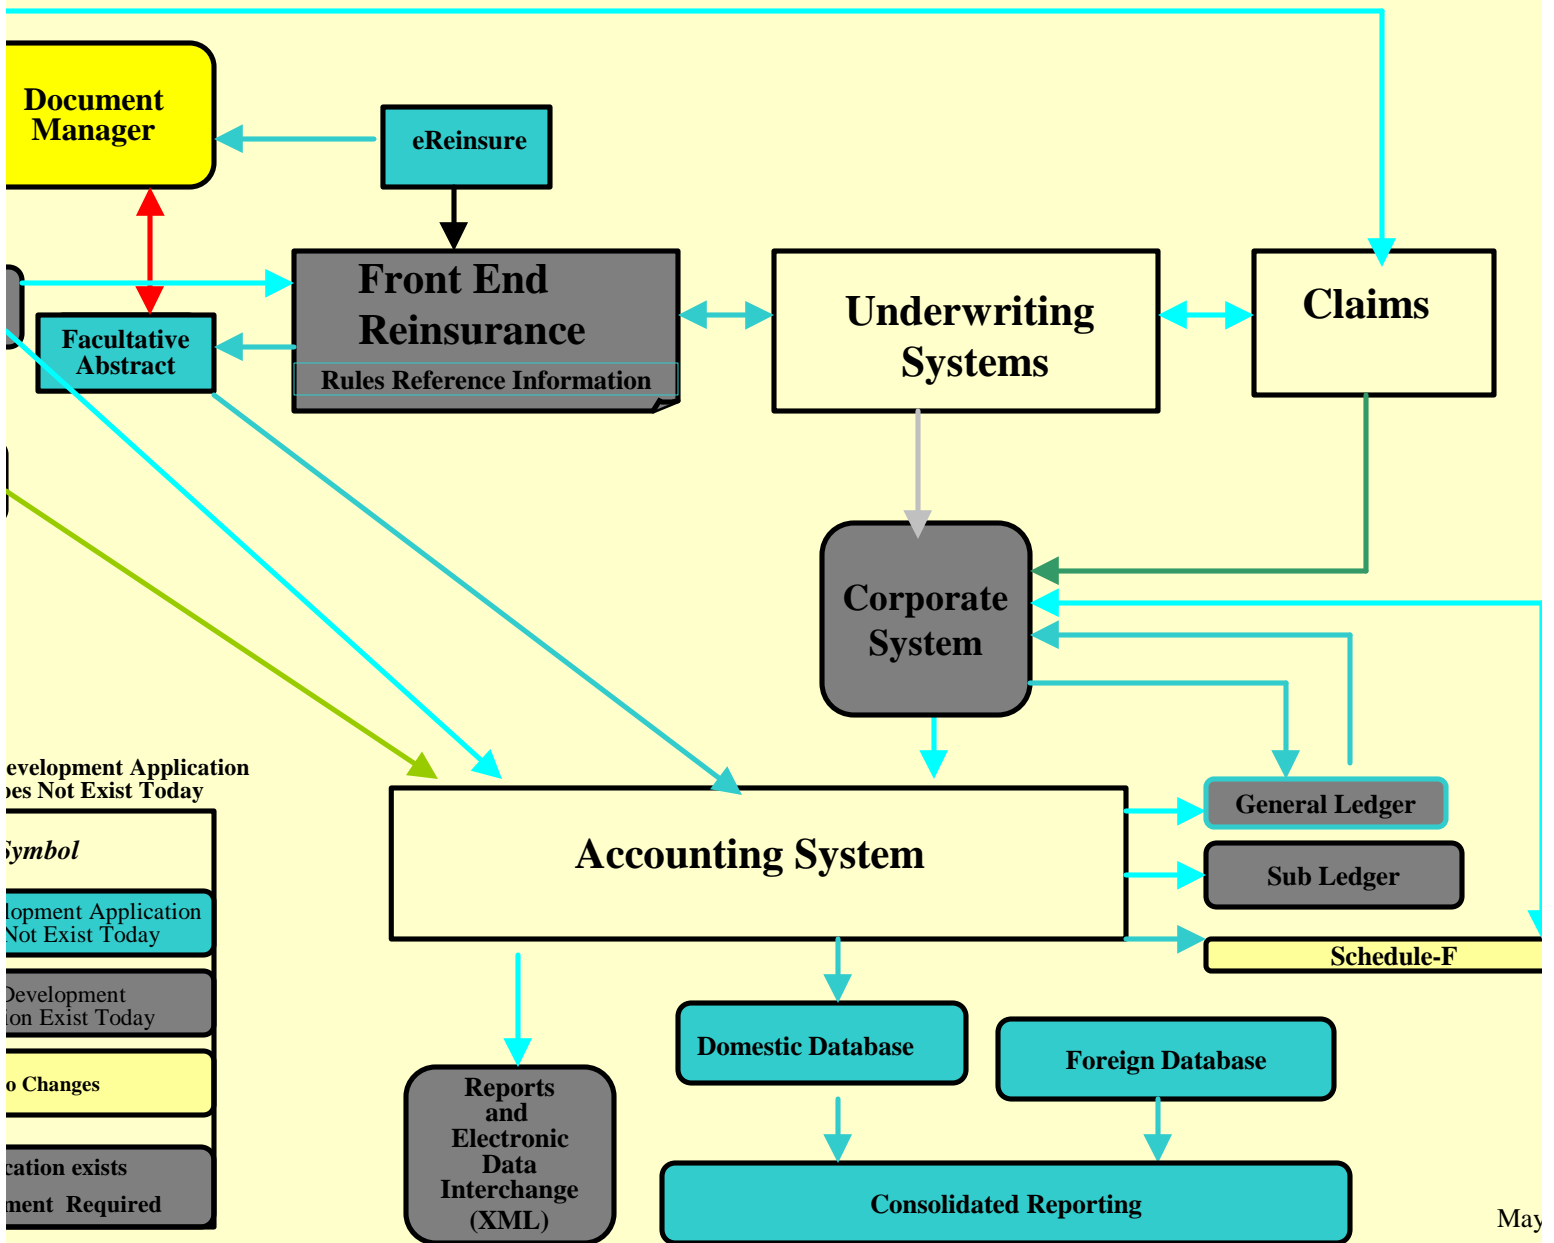 Document
Manager
eReinsure
Front End
Reinsurance
Rules Reference Information
Facultative
Abstract
Underwriting
Systems
Claims
Corporate
System
evelopment Application
oes Not Exist Today
Symbol
lopment Application
Not Exist Today
Development
ion Exist Today
o Changes
cation exists
ment Required
Accounting System
General Ledger
Sub Ledger
Schedule-F
Domestic Database
Foreign Database
Reports
and
Electronic
Data
Interchange
(XML)
Consolidated Reporting
May